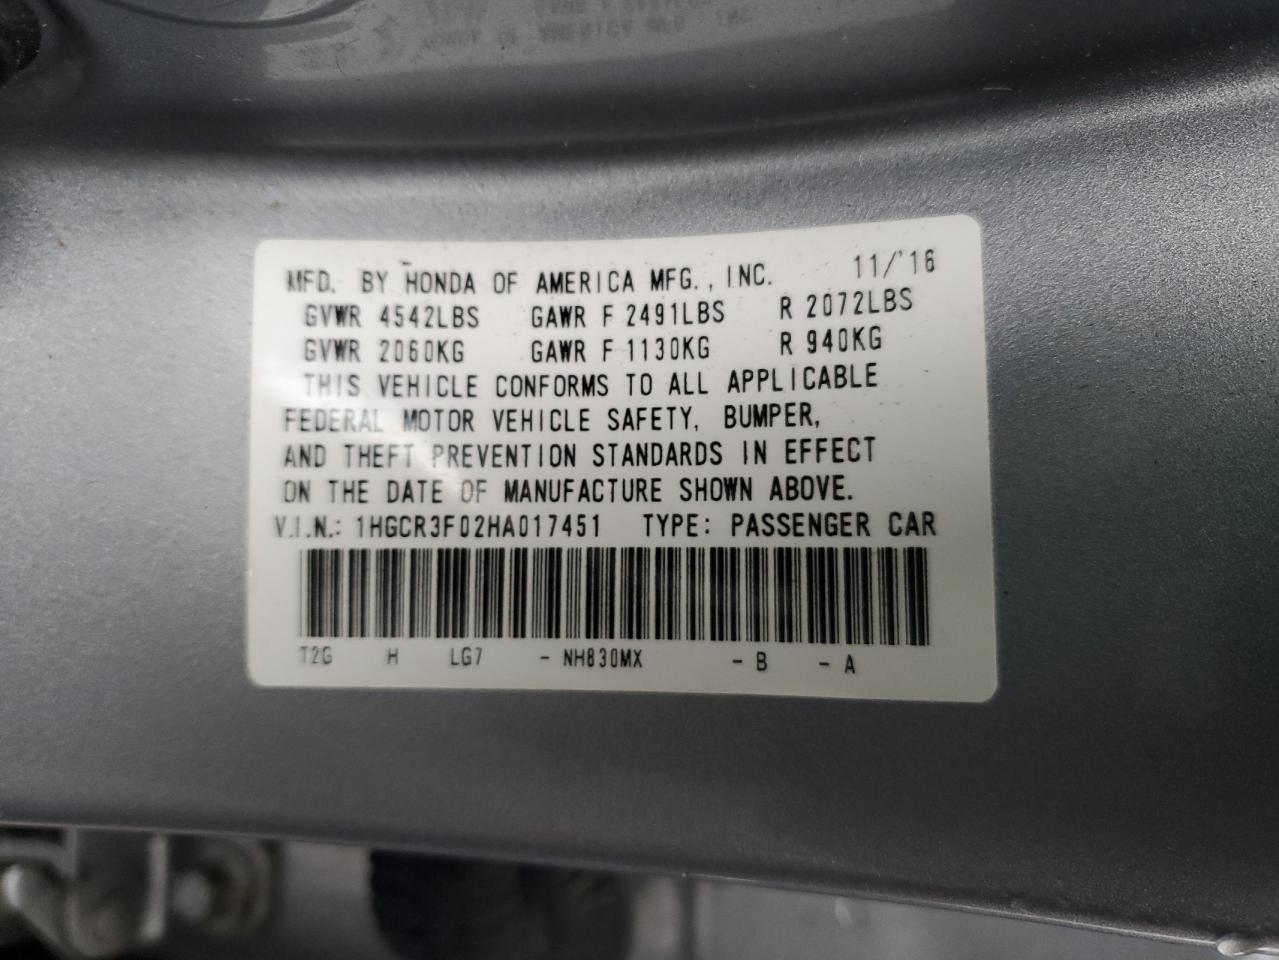 MFD. BY HONDA OF AMERICA MFG., INC. 11/'16
GVWR 4542LBS GAWR F 2491LBS R 2072LBS
GVWR 2060KG GAWR F 1130KG R 940KG
THIS VEHICLE CONFORMS TO ALL APPLICABLE
FEDERAL MOTOR VEHICLE SAFETY, BUMPER,
AND THEFT PREVENTION STANDARDS IN EFFECT
ON THE DATE OF MANUFACTURE SHOWN ABOVE.
V.I.N.: 1HGCR3F02HA017451 TYPE: PASSENGER CAR
T2G H LG7 - NH830MX - B - A